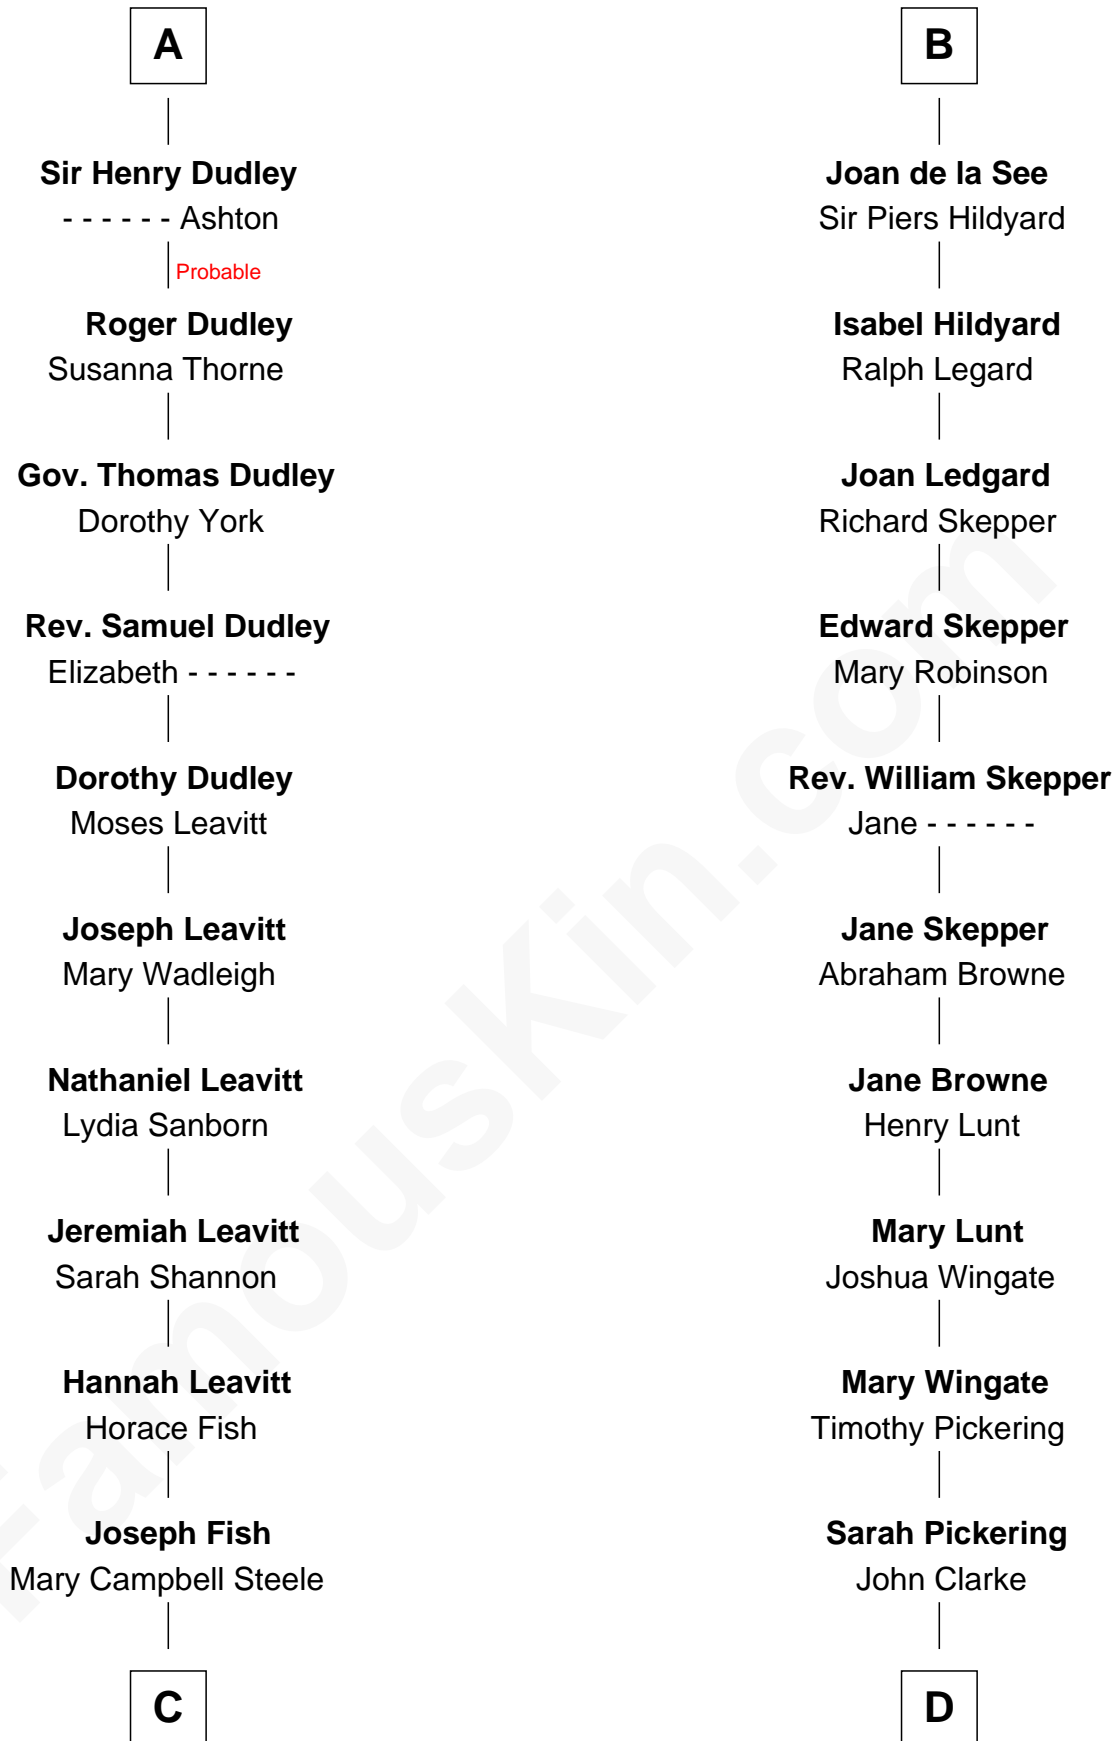 A
Sir Henry Dudley
- - - - - - Ashton
Probable
Roger Dudley
Susanna Thorne
Gov. Thomas Dudley
Dorothy York
Rev. Samuel Dudley
Elizabeth - - - - - -
Dorothy Dudley
Moses Leavitt
Joseph Leavitt
Mary Wadleigh
Nathaniel Leavitt
Lydia Sanborn
Jeremiah Leavitt
Sarah Shannon
Hannah Leavitt
Horace Fish
Joseph Fish
Mary Campbell Steele
C
B
Joan de la See
Sir Piers Hildyard
Isabel Hildyard
Ralph Legard
Joan Ledgard
Richard Skepper
Edward Skepper
Mary Robinson
Rev. William Skepper
Jane - - - - - -
Jane Skepper
Abraham Browne
Jane Browne
Henry Lunt
Mary Lunt
Joshua Wingate
Mary Wingate
Timothy Pickering
Sarah Pickering
John Clarke
D
FamousKin.com